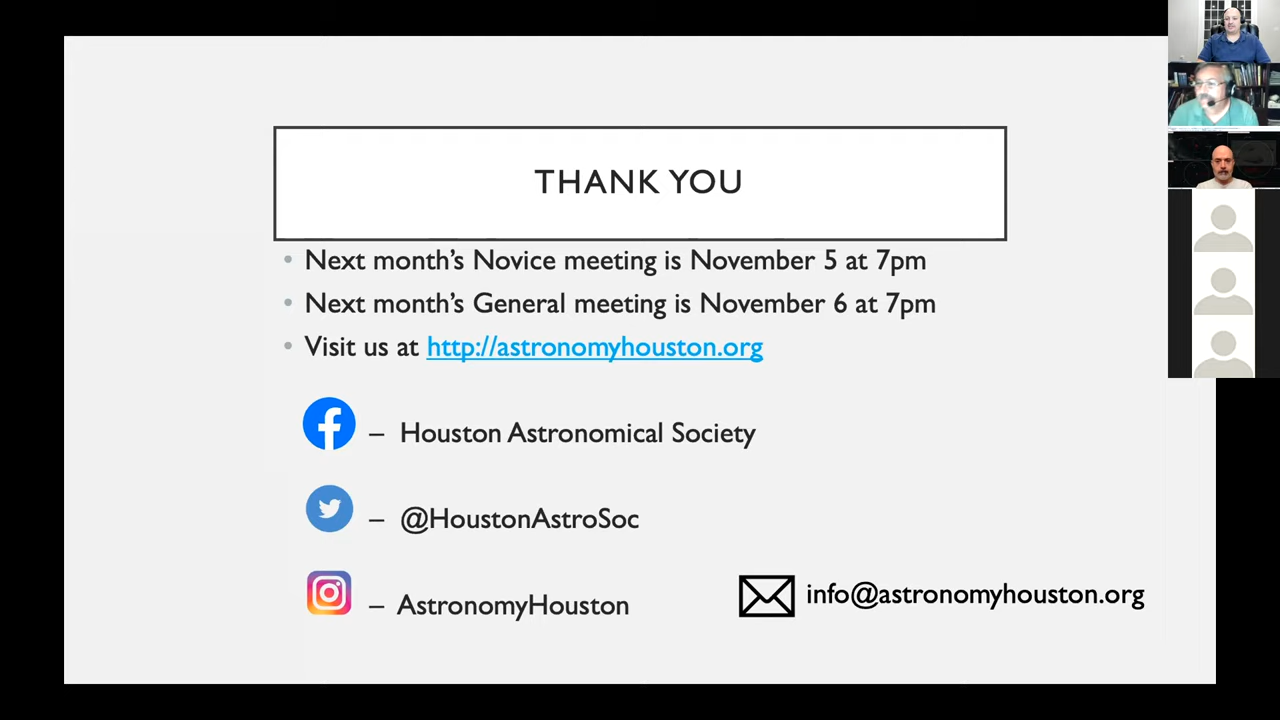 THANK YOU
• Next month's Novice meeting is November 5 at 7pm
• Next month's General meeting is November 6 at 7pm
• Visit us at http://astronomyhouston.org
– Houston Astronomical Society
– @HoustonAstroSoc
– AstronomyHouston
info@astronomyhouston.org